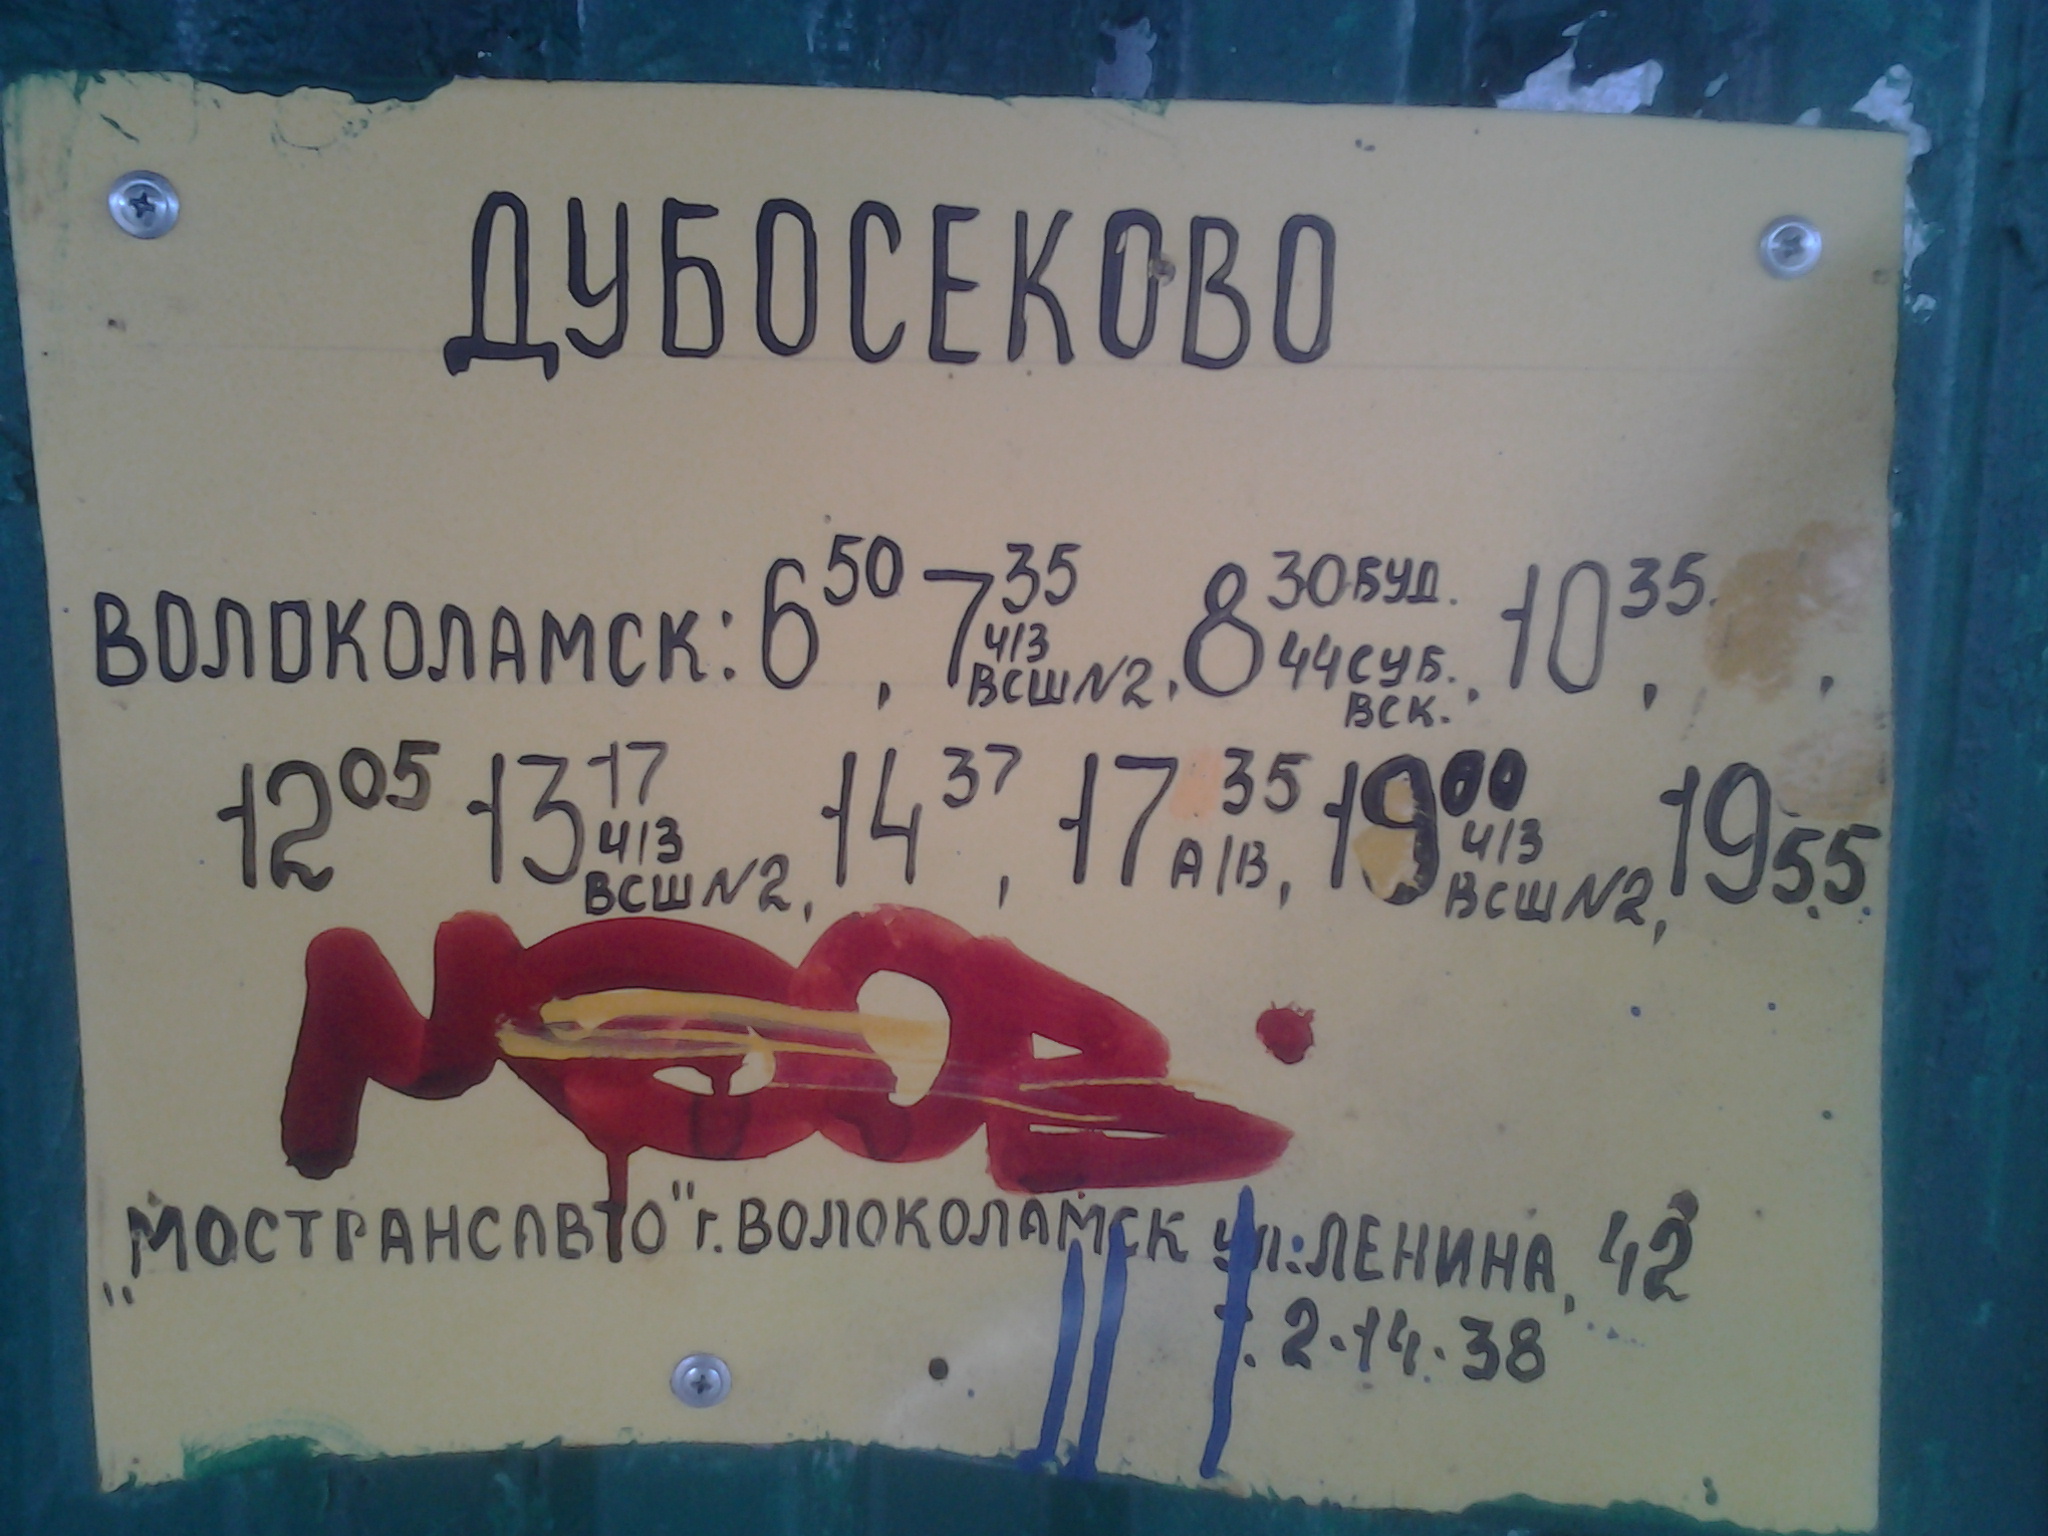 ДУБОСЕКОВО
ВОЛОКОЛАМСК: 6 50, 7 35 Ч/З ВСШ N2, 8 30 БУД. 44 СУБ. ВСК., 10 35, ,
12 05 13 17 Ч/З ВСШ N2, 14 37, 17 35 А/В, 19 00 Ч/З ВСШ N2, 19 55
„МОСТРАНСАВТО" г. ВОЛОКОЛАМСК ул. ЛЕНИНА, 42
т. 2-14-38